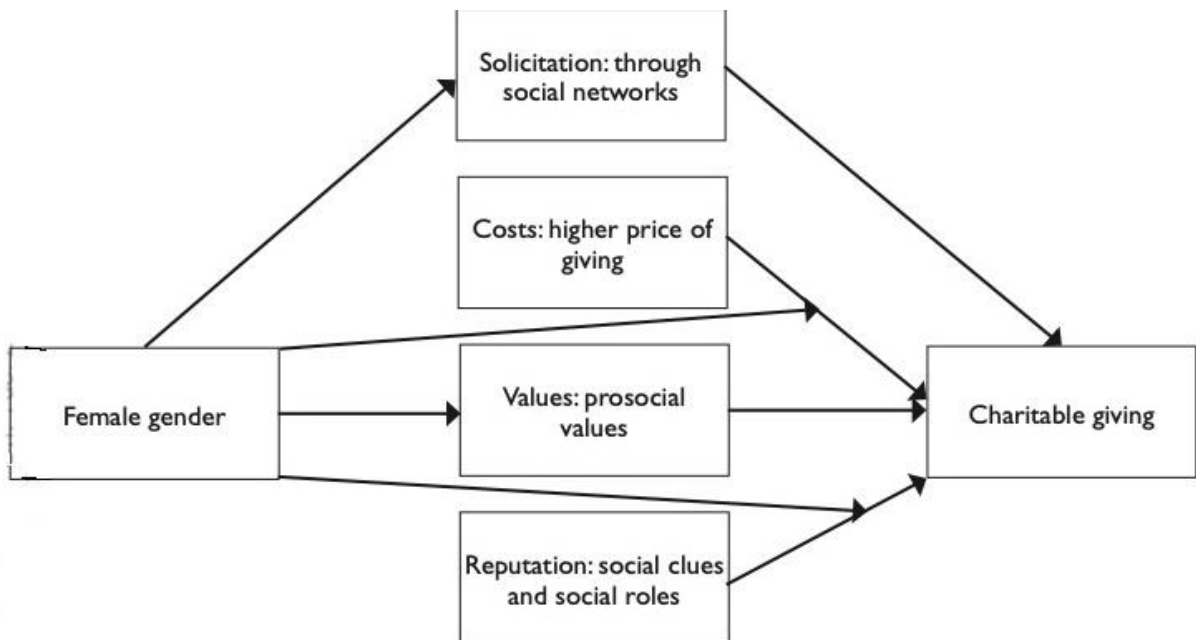 Solicitation: through
social networks
Costs: higher price of
giving
Female gender
Values: prosocial
values
Charitable giving
Reputation: social clues
and social roles